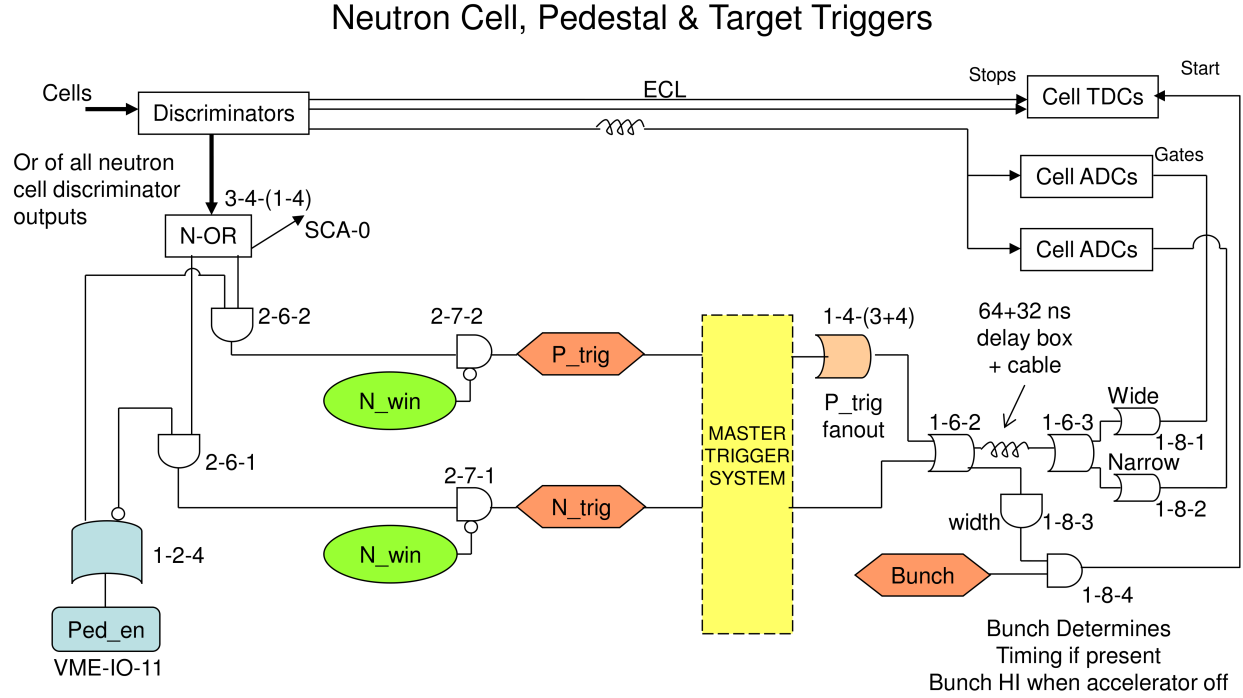 Neutron Cell, Pedestal & Target Triggers
Cells
Discriminators
ECL
Stops
Cell TDCs
Start
Or of all neutron
cell discriminator
outputs
3-4-(1-4)
N-OR
SCA-0
Gates
Cell ADCs
Cell ADCs
2-6-2
2-7-2
P_trig
N_win
1-4-(3+4)
P_trig
fanout
64+32 ns
delay box
+ cable
MASTER
TRIGGER
SYSTEM
1-6-2
1-6-3
Wide
1-8-1
Narrow
1-8-2
2-6-1
2-7-1
N_trig
N_win
width
1-8-3
1-2-4
Bunch
1-8-4
Ped_en
VME-IO-11
Bunch Determines
Timing if present
Bunch HI when accelerator off